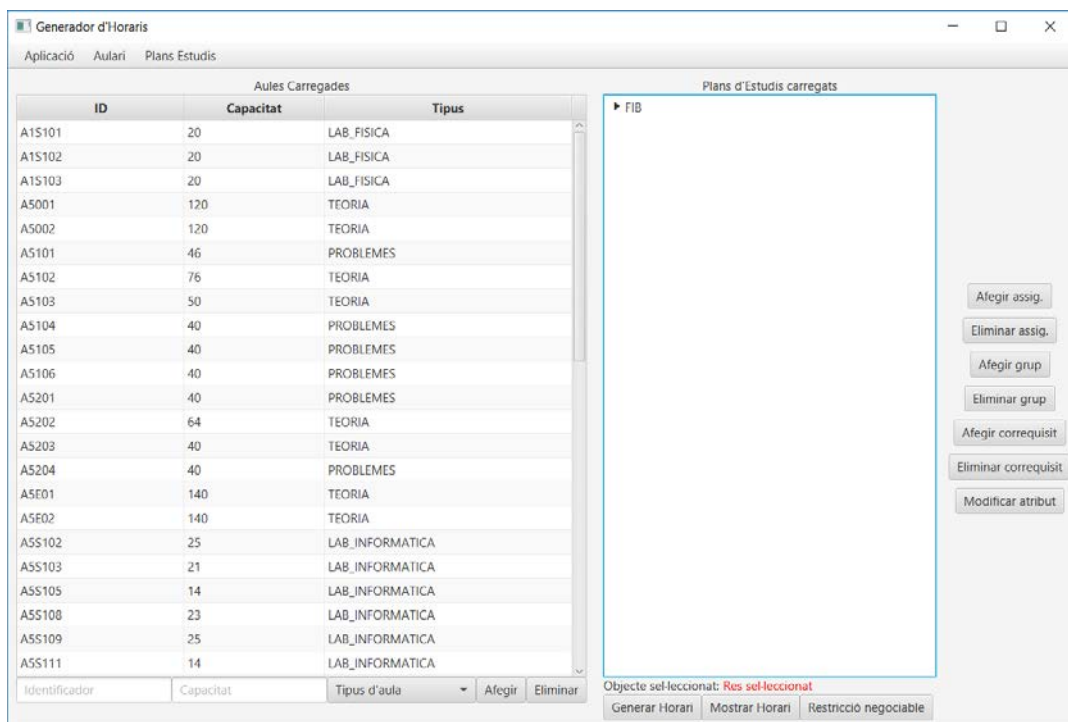 Generador d'Horaris
Aplicació Aulari Plans Estudis
Aules Carregades
ID Capacitat Tipus
A1S101 20 LAB_FISICA
A1S102 20 LAB_FISICA
A1S103 20 LAB_FISICA
A5001 120 TEORIA
A5002 120 TEORIA
A5101 46 PROBLEMES
A5102 76 TEORIA
A5103 50 TEORIA
A5104 40 PROBLEMES
A5105 40 PROBLEMES
A5106 40 PROBLEMES
A5201 40 PROBLEMES
A5202 64 TEORIA
A5203 40 TEORIA
A5204 40 PROBLEMES
A5E01 140 TEORIA
A5E02 140 TEORIA
A5S102 25 LAB_INFORMATICA
A5S103 21 LAB_INFORMATICA
A5S105 14 LAB_INFORMATICA
A5S108 23 LAB_INFORMATICA
A5S109 25 LAB_INFORMATICA
A5S111 14 LAB_INFORMATICA
Identificador Capacitat Tipus d'aula Afegir Eliminar
Plans d'Estudis carregats
FIB
Objecte sel·leccionat: Res sel·leccionat
Generar Horari Mostrar Horari Restricció negociable
Afegir assig.
Eliminar assig.
Afegir grup
Eliminar grup
Afegir correquisit
Eliminar correquisit
Modificar atribut